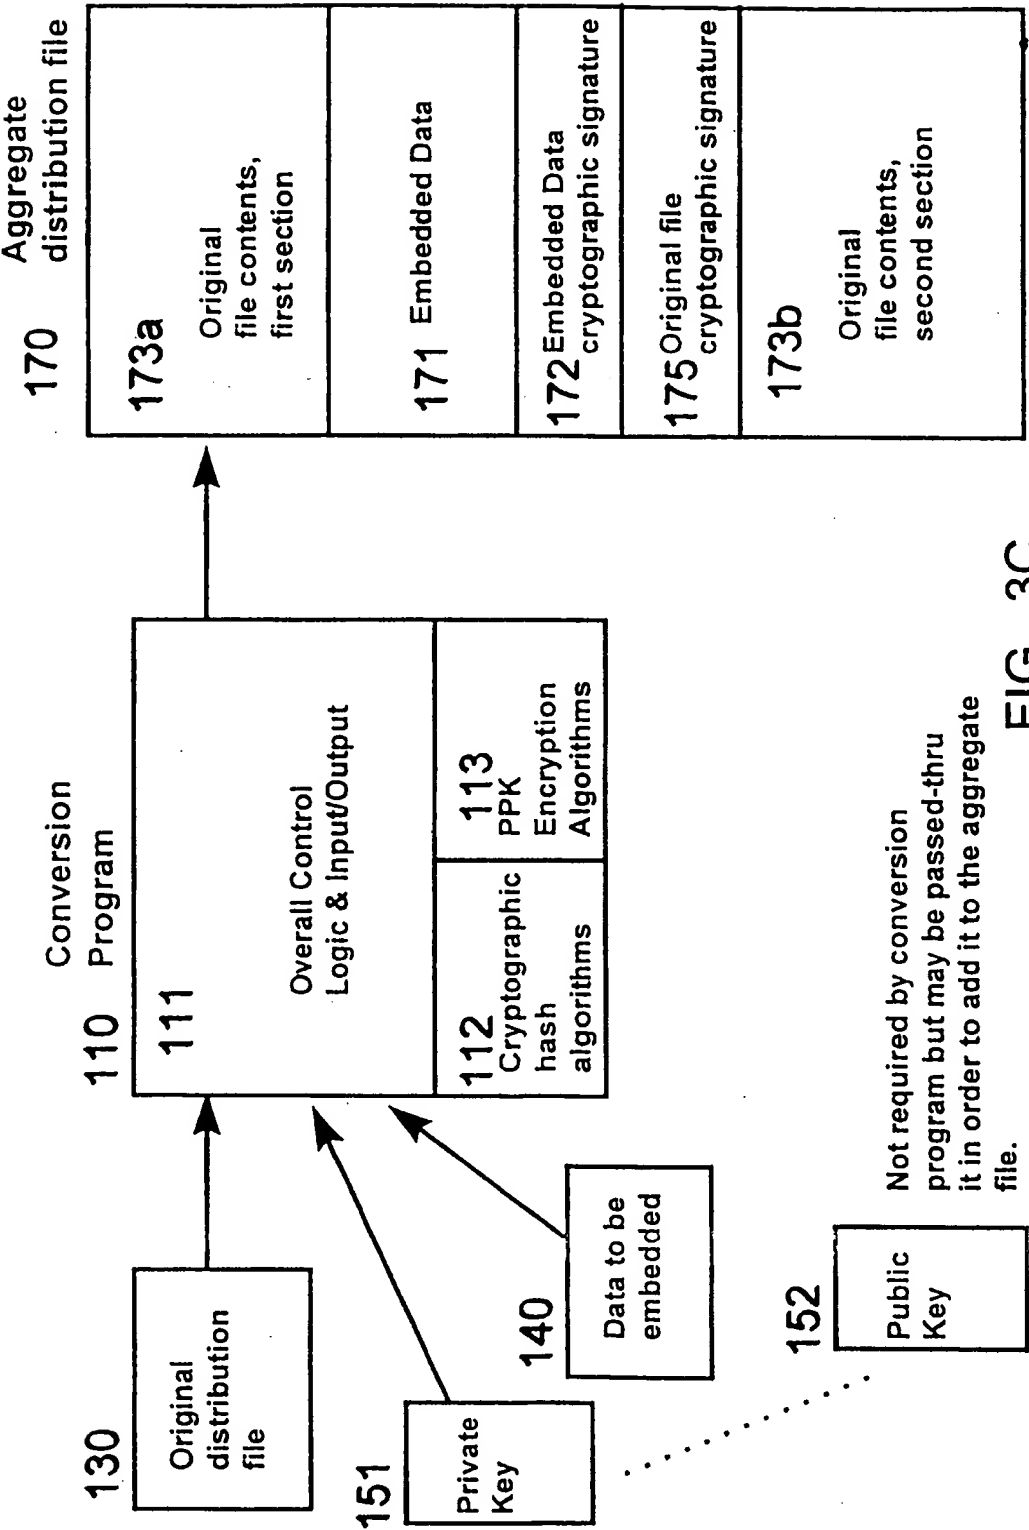 130
Original
distribution
file
151
Private
Key
140
Data to be
embedded
152
Public
Key
Not required by conversion
program but may be passed-thru
it in order to add it to the aggregate
file.
Conversion
110 Program
111
Overall Control
Logic & Input/Output
112
Cryptographic
hash
algorithms
113
PPK
Encryption
Algorithms
Aggregate
170 distribution file
173a
Original
file contents,
first section
171 Embedded Data
172 Embedded Data
cryptographic signature
175 Original file
cryptographic signature
173b
Original
file contents,
second section
FIG. 3C